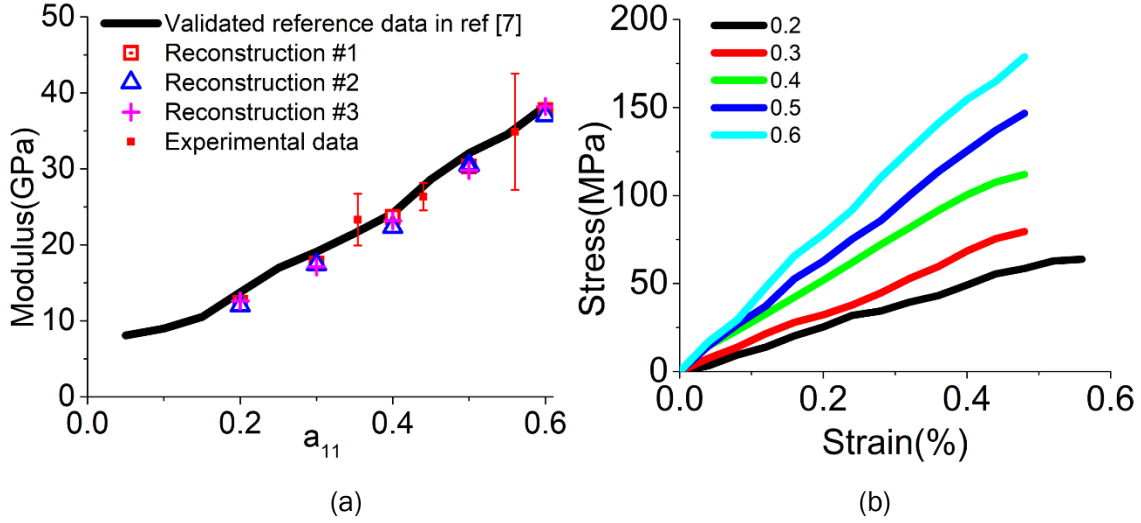 50
40
30
20
10
0
Modulus(GPa)
0.0
0.2
0.4
0.6
a11
Validated reference data in ref [7]
Reconstruction #1
Reconstruction #2
Reconstruction #3
Experimental data
(a)
200
150
100
50
0
Stress(MPa)
0.0
0.2
0.4
0.6
Strain(%)
0.2
0.3
0.4
0.5
0.6
(b)